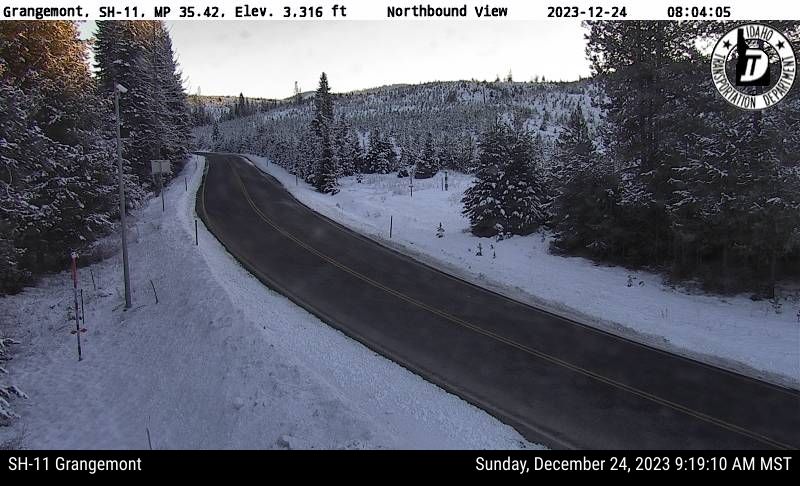 Grangemont, SH-11, MP 35.42, Elev. 3,316 ft Northbound View 2023-12-24 08:04:05
IDAHO
TRANSPORTATION DEPARTMENT
SH-11 Grangemont Sunday, December 24, 2023 9:19:10 AM MST